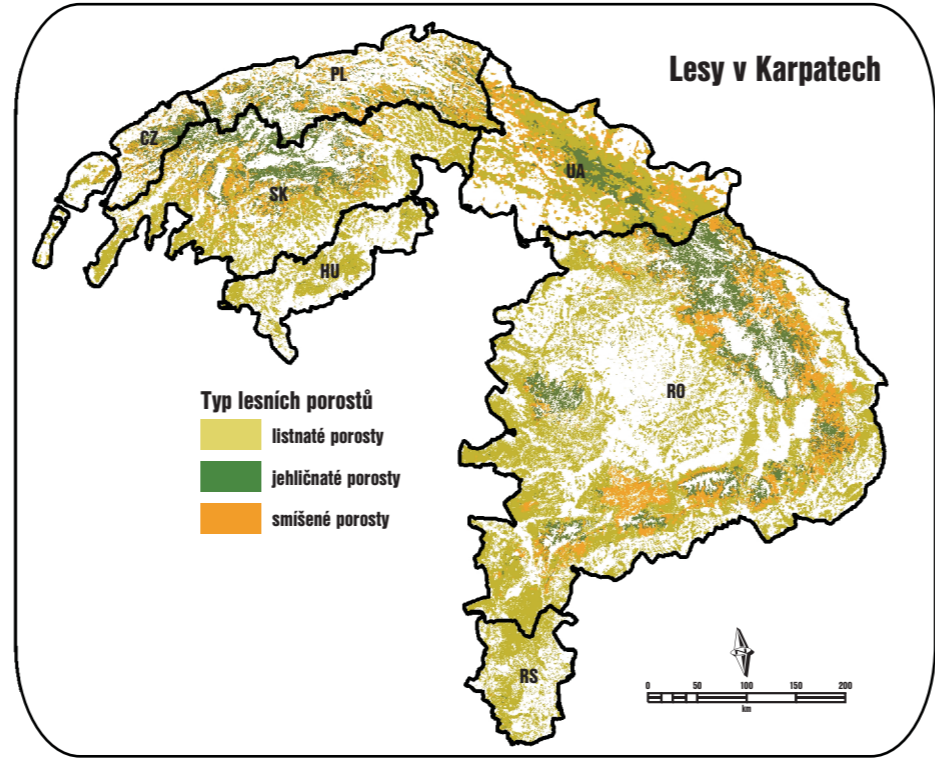 Lesy v Karpatech
PL
CZ
UA
SK
HU
RO
Typ lesních porostů
listnaté porosty
jehličnaté porosty
smíšené porosty
RS
0 50 100 150 200
km